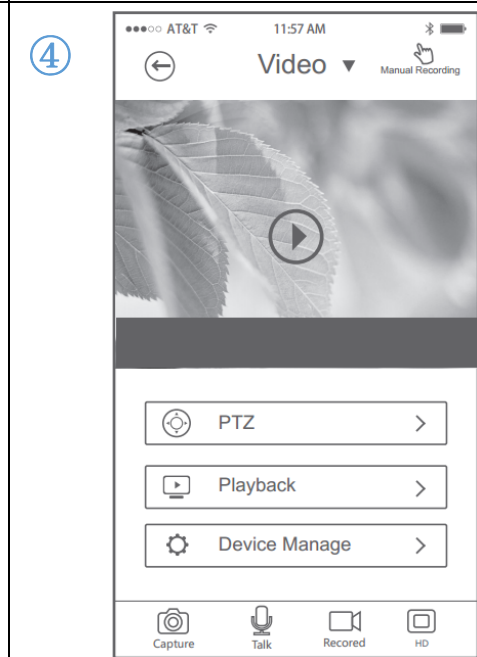 ④
●●●○○ AT&T 11:57 AM
Video ▼
Manual Recording
PTZ
Playback
Device Manage
Capture Talk Recored HD